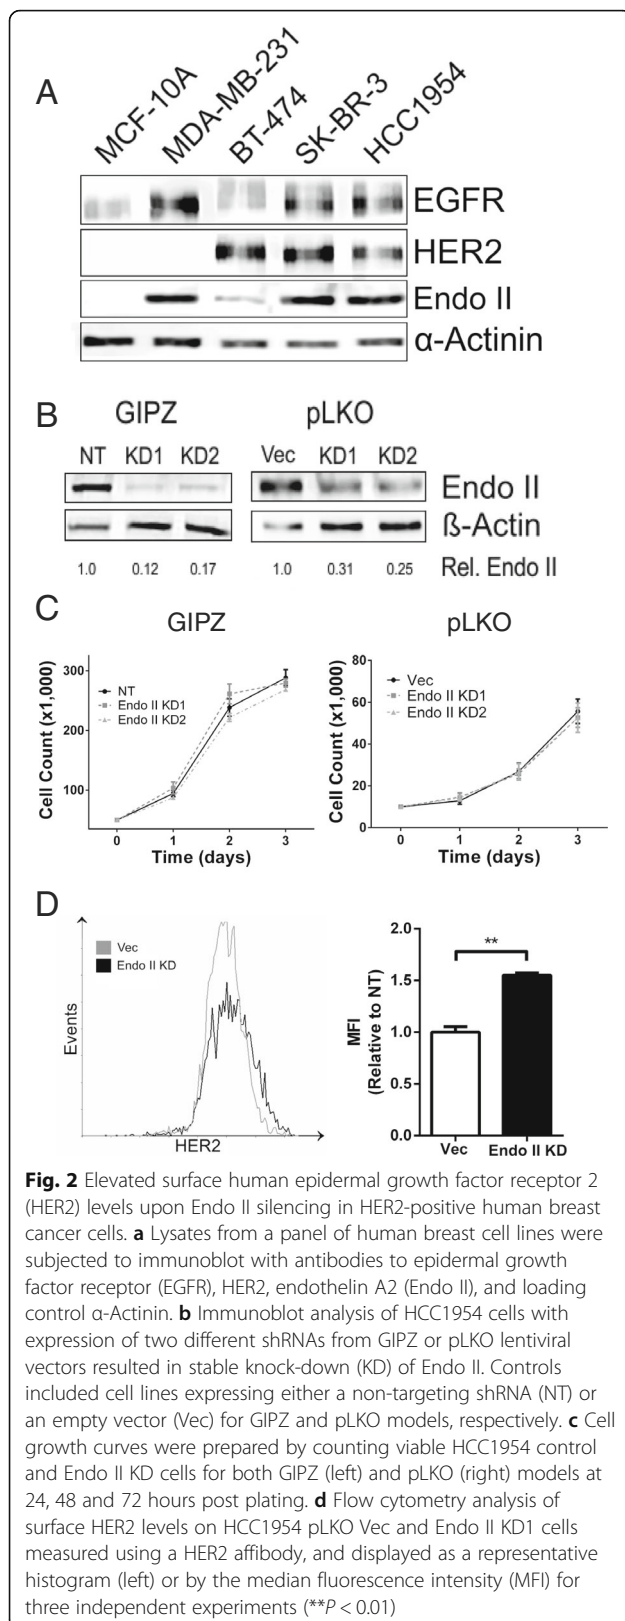 A
MCF-10A
MDA-MB-231
BT-474
SK-BR-3
HCC1954
EGFR
HER2
Endo II
α-Actinin
B
GIPZ
pLKO
NT KD1 KD2
Vec KD1 KD2
Endo II
ß-Actin
1.0 0.12 0.17 1.0 0.31 0.25 Rel. Endo II
C
GIPZ
Cell Count (x1,000)
300
200
100
NT
Endo II KD1
Endo II KD2
0 1 2 3
Time (days)
pLKO
Cell Count (x1,000)
80
60
40
20
0
Vec
Endo II KD1
Endo II KD2
0 1 2 3
Time (days)
D
Vec
Endo II KD
Events
HER2
MFI
(Relative to NT)
2.0
1.5
1.0
0.5
0.0
**
Vec Endo II KD
Fig. 2 Elevated surface human epidermal growth factor receptor 2
(HER2) levels upon Endo II silencing in HER2-positive human breast
cancer cells. a Lysates from a panel of human breast cell lines were
subjected to immunoblot with antibodies to epidermal growth
factor receptor (EGFR), HER2, endothelin A2 (Endo II), and loading
control α-Actinin. b Immunoblot analysis of HCC1954 cells with
expression of two different shRNAs from GIPZ or pLKO lentiviral
vectors resulted in stable knock-down (KD) of Endo II. Controls
included cell lines expressing either a non-targeting shRNA (NT) or
an empty vector (Vec) for GIPZ and pLKO models, respectively. c Cell
growth curves were prepared by counting viable HCC1954 control
and Endo II KD cells for both GIPZ (left) and pLKO (right) models at
24, 48 and 72 hours post plating. d Flow cytometry analysis of
surface HER2 levels on HCC1954 pLKO Vec and Endo II KD1 cells
measured using a HER2 affibody, and displayed as a representative
histogram (left) or by the median fluorescence intensity (MFI) for
three independent experiments (**P < 0.01)